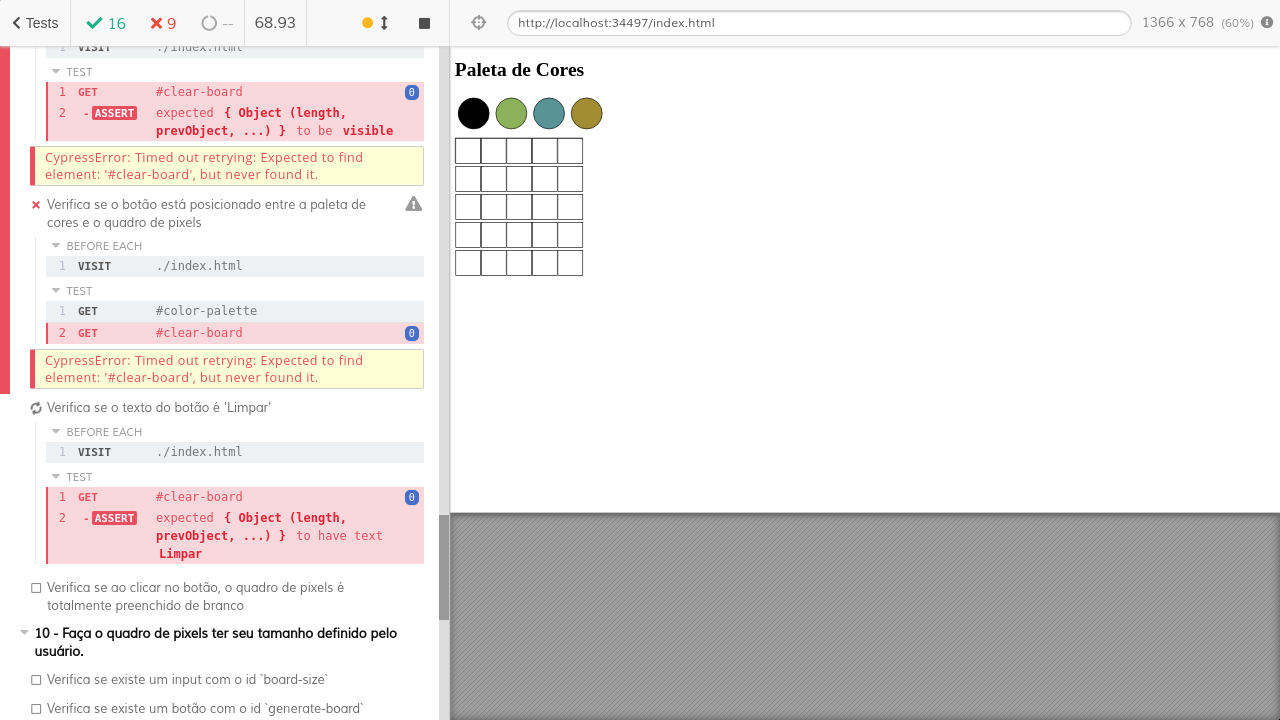 Tests 16 9 -- 68.93 http://localhost:34497/index.html 1366 x 768 (60%)
1 VISIT ./index.html
TEST
1 GET #clear-board 0
2 -ASSERT expected { Object (length,
prevObject, ...) } to be visible
CypressError: Timed out retrying: Expected to find
element: '#clear-board', but never found it.
Verifica se o botão está posicionado entre a paleta de
cores e o quadro de pixels
BEFORE EACH
1 VISIT ./index.html
TEST
1 GET #color-palette
2 GET #clear-board 0
CypressError: Timed out retrying: Expected to find
element: '#clear-board', but never found it.
Verifica se o texto do botão é 'Limpar'
BEFORE EACH
1 VISIT ./index.html
TEST
1 GET #clear-board 0
2 -ASSERT expected { Object (length,
prevObject, ...) } to have text
Limpar
Verifica se ao clicar no botão, o quadro de pixels é
totalmente preenchido de branco
10 - Faça o quadro de pixels ter seu tamanho definido pelo
usuário.
Verifica se existe um input com o id `board-size`
Verifica se existe um botão com o id `generate-board`
Paleta de Cores